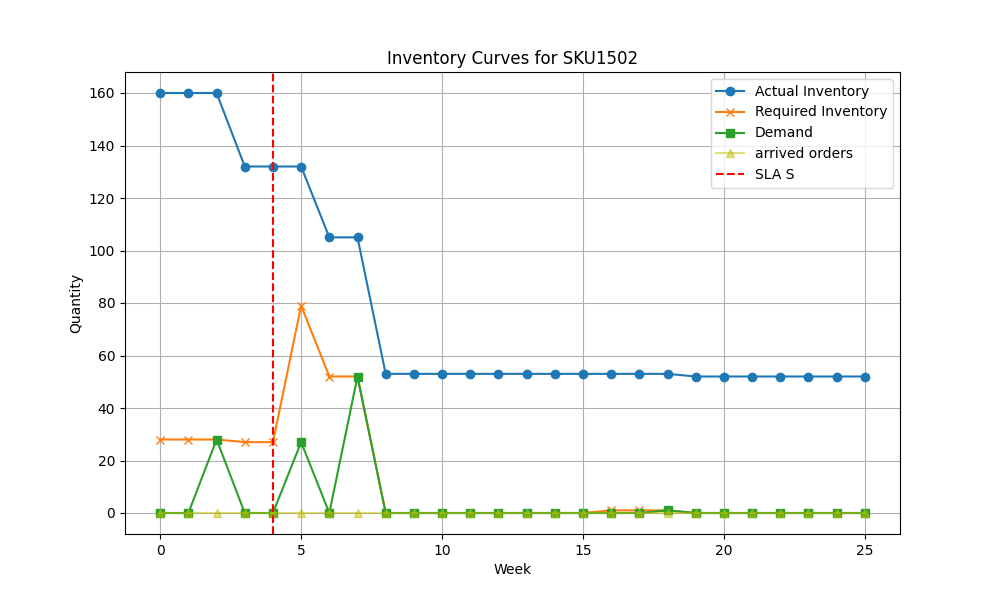 Inventory Curves for SKU1502
Actual Inventory
Required Inventory
Demand
arrived orders
SLA S
Quantity
160
140
120
100
80
60
40
20
0
0 5 10 15 20 25
Week